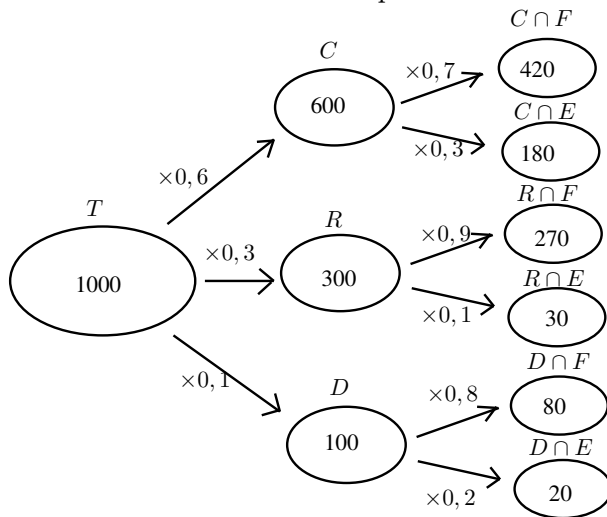 C ∩ F
C
×0, 7
420
600
C ∩ E
×0, 3
180
×0, 6
R ∩ F
T
R
×0, 9
270
×0, 3
1000
300
R ∩ E
×0, 1
30
D ∩ F
×0, 1
D
×0, 8
80
100
D ∩ E
×0, 2
20